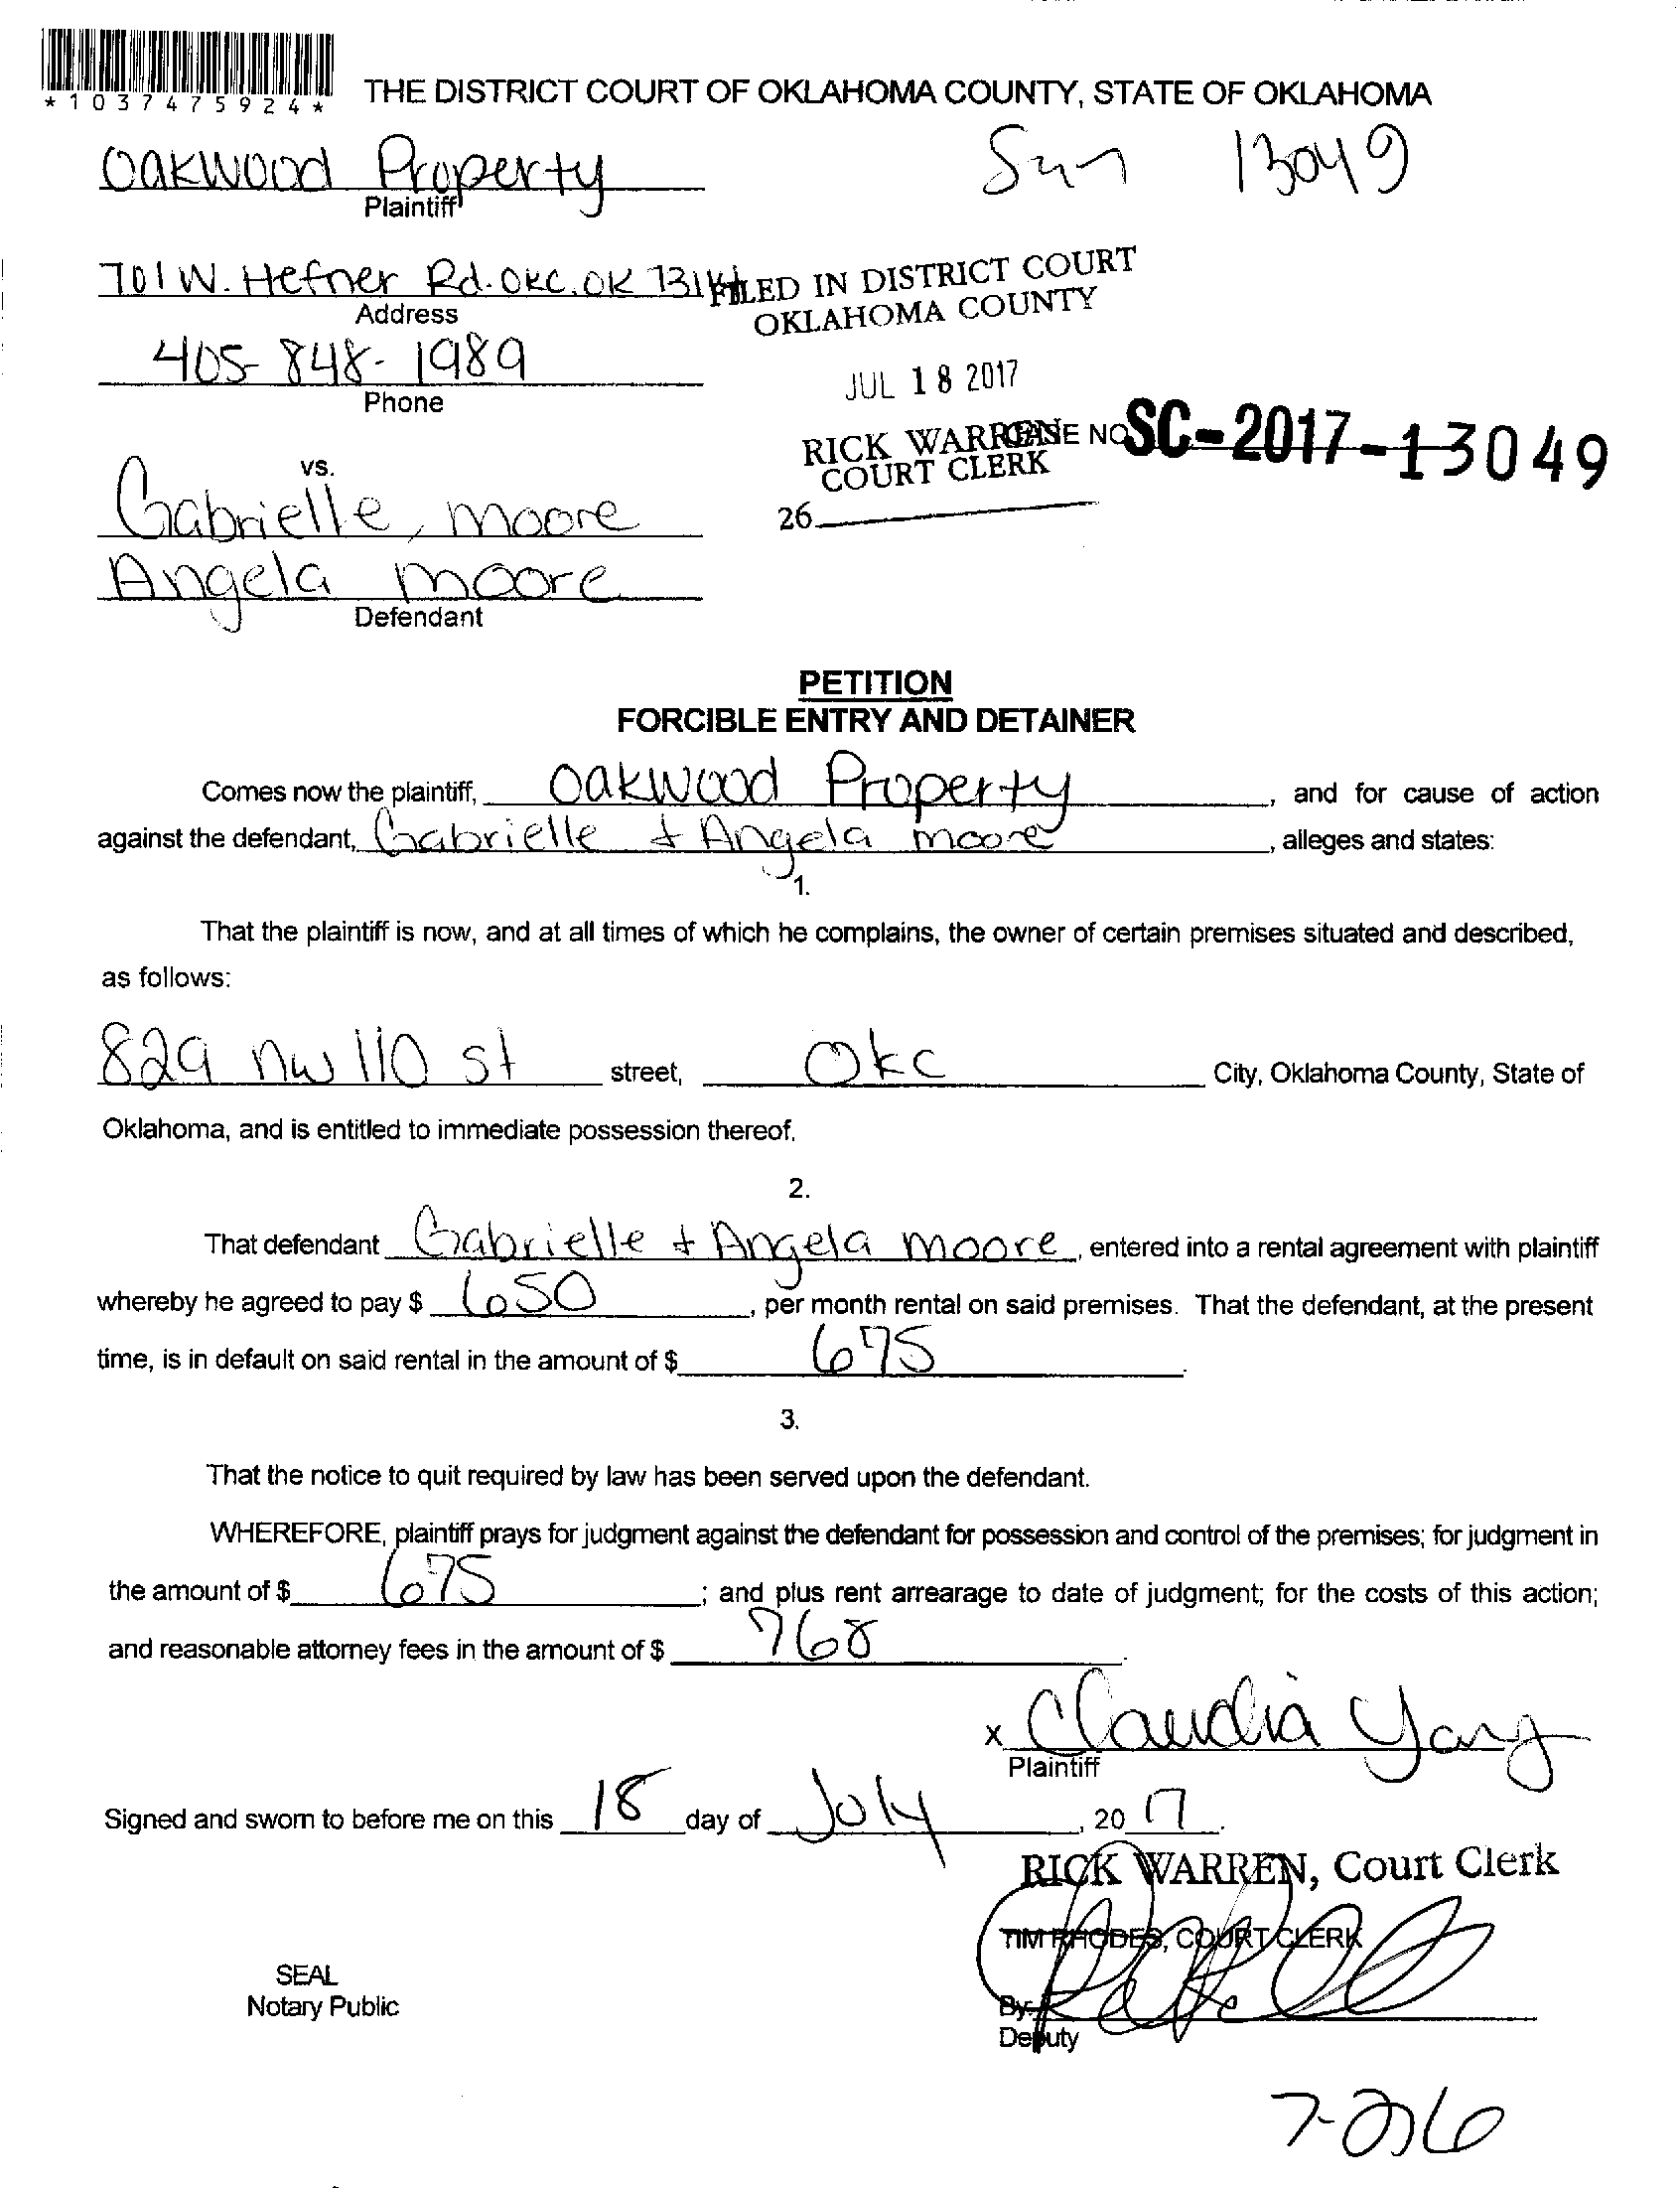 *1037475924*
THE DISTRICT COURT OF OKLAHOMA COUNTY, STATE OF OKLAHOMA
Oakwood Property
13049
Plaintiff
701 W. Hefner Rd. OKC, OK 73114
FILED IN DISTRICT COURT
OKLAHOMA COUNTY
Address
405-848-1989
JUL 18 2017
Phone
RICK WARREN
COURT CLERK
CASE NO. SC-2017-13049
26
vs.
Gabrielle, moore
Angela moore
Defendant
PETITION
FORCIBLE ENTRY AND DETAINER
Comes now the plaintiff, Oakwood Property, and for cause of action
against the defendant, Gabrielle + Angela moore, alleges and states:
1.
That the plaintiff is now, and at all times of which he complains, the owner of certain premises situated and described,
as follows:
829 nw 110 st street, Okc City, Oklahoma County, State of
Oklahoma, and is entitled to immediate possession thereof.
2.
That defendant Gabrielle + Angela moore, entered into a rental agreement with plaintiff
whereby he agreed to pay $ 650, per month rental on said premises. That the defendant, at the present
time, is in default on said rental in the amount of $ 675.
3.
That the notice to quit required by law has been served upon the defendant.
WHEREFORE, plaintiff prays for judgment against the defendant for possession and control of the premises; for judgment in
the amount of $ 675; and plus rent arrearage to date of judgment; for the costs of this action;
and reasonable attorney fees in the amount of $ 768.
x Claudia Yang
Plaintiff
Signed and sworn to before me on this 18 day of July, 20 17.
RICK WARREN, Court Clerk
TIM RHODES, COURT CLERK
SEAL
Notary Public
By:
Deputy